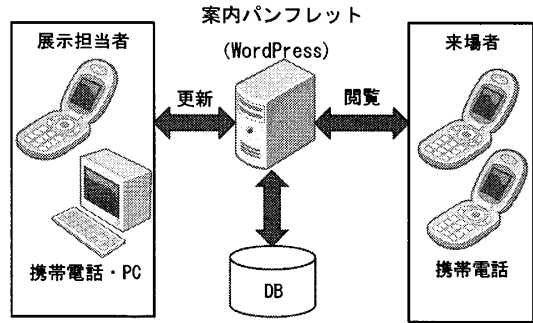 案内パンフレット
(WordPress)
展示担当者
来場者
更新
閲覧
携帯電話・PC
DB
携帯電話